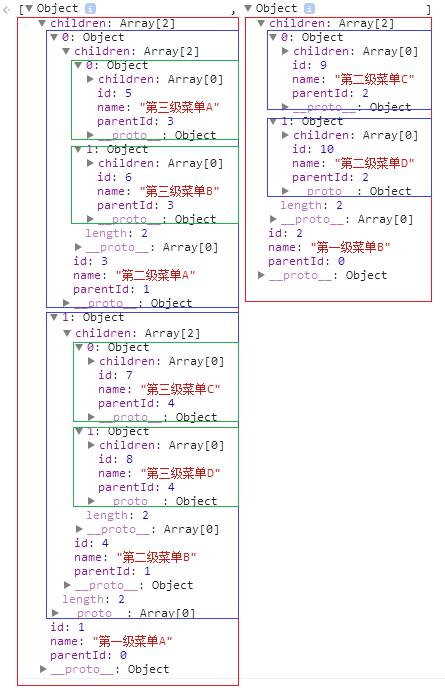 [▼ Object i ,
▼ children: Array[2]
▼ 0: Object
▼ children: Array[2]
▼ 0: Object
▶ children: Array[0]
id: 5
name: "第三级菜单A"
parentId: 3
▶ __proto__: Object
▼ 1: Object
▶ children: Array[0]
id: 6
name: "第三级菜单B"
parentId: 3
▶ __proto__: Object
length: 2
▶ __proto__: Array[0]
id: 3
name: "第二级菜单A"
parentId: 1
▶ __proto__: Object
▼ 1: Object
▼ children: Array[2]
▼ 0: Object
▶ children: Array[0]
id: 7
name: "第三级菜单C"
parentId: 4
▶ __proto__: Object
▼ 1: Object
▶ children: Array[0]
id: 8
name: "第三级菜单D"
parentId: 4
▶ __proto__: Object
length: 2
▶ __proto__: Array[0]
id: 4
name: "第二级菜单B"
parentId: 1
▶ __proto__: Object
length: 2
▶ __proto__: Array[0]
id: 1
name: "第一级菜单A"
parentId: 0
▶ __proto__: Object
▼ Object i ]
▼ children: Array[2]
▼ 0: Object
▶ children: Array[0]
id: 9
name: "第二级菜单C"
parentId: 2
▶ __proto__: Object
▼ 1: Object
▶ children: Array[0]
id: 10
name: "第二级菜单D"
parentId: 2
▶ __proto__: Object
length: 2
▶ __proto__: Array[0]
id: 2
name: "第一级菜单B"
parentId: 0
▶ __proto__: Object